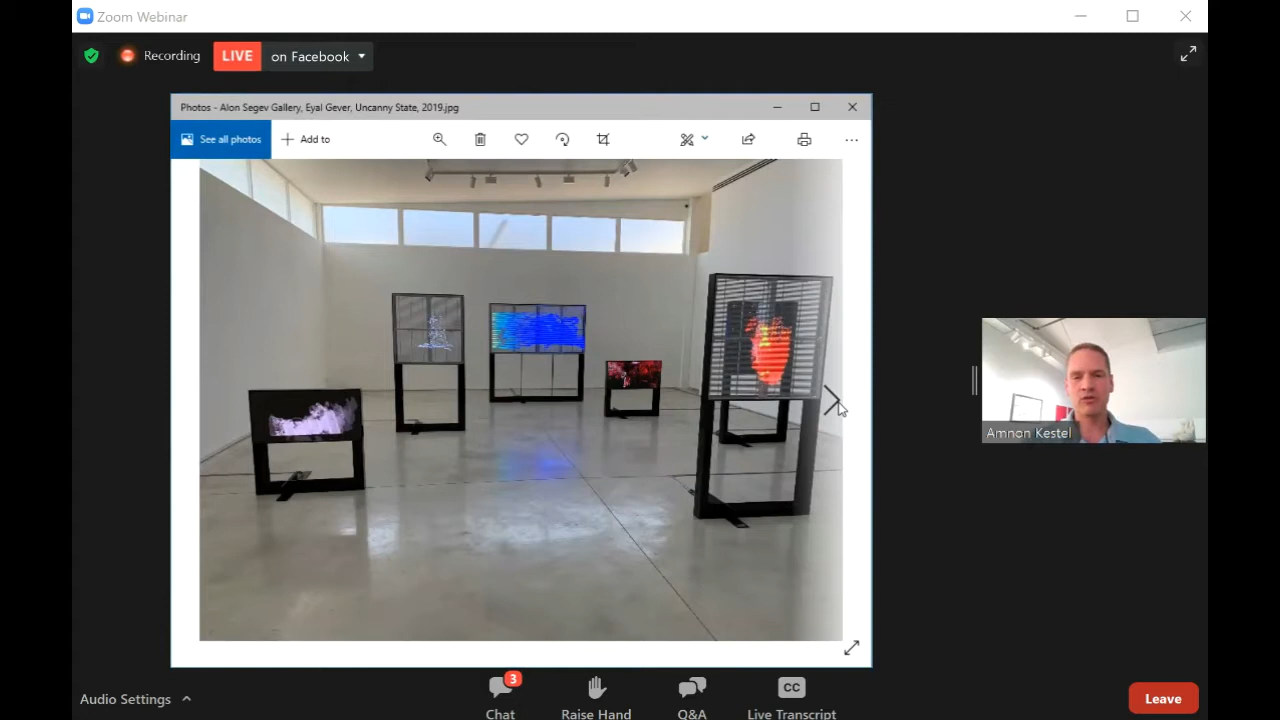 Zoom Webinar
Recording
LIVE on Facebook
Photos - Alon Segev Gallery, Eyal Gever, Uncanny State, 2019.jpg
See all photos
Add to
Amnon Kestel
Audio Settings
3
Chat
Raise Hand
Q&A
CC
Live Transcript
Leave